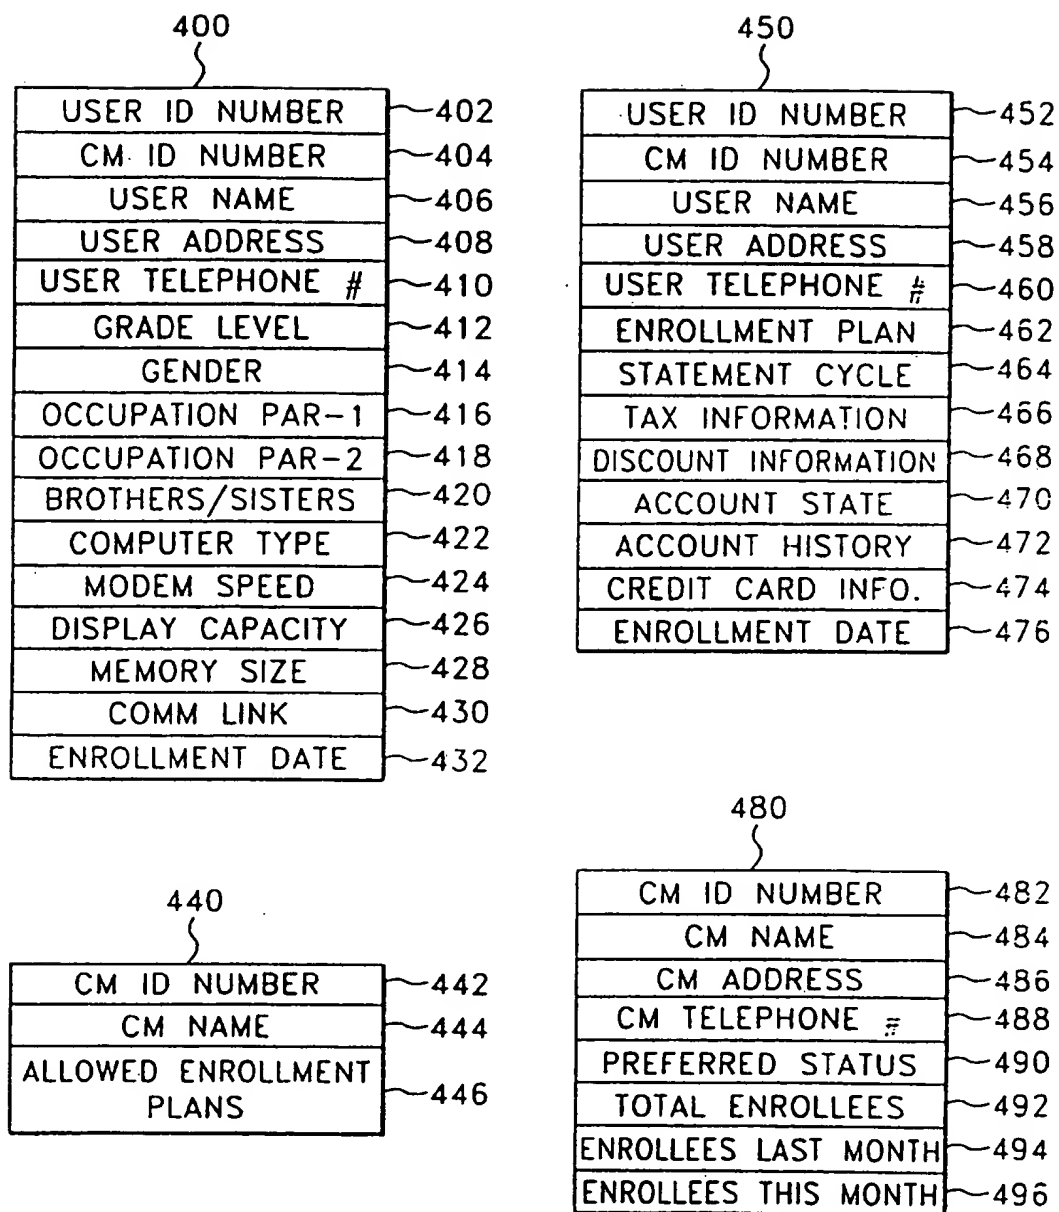 400
USER ID NUMBER 402
CM ID NUMBER 404
USER NAME 406
USER ADDRESS 408
USER TELEPHONE # 410
GRADE LEVEL 412
GENDER 414
OCCUPATION PAR-1 416
OCCUPATION PAR-2 418
BROTHERS/SISTERS 420
COMPUTER TYPE 422
MODEM SPEED 424
DISPLAY CAPACITY 426
MEMORY SIZE 428
COMM LINK 430
ENROLLMENT DATE 432
450
USER ID NUMBER 452
CM ID NUMBER 454
USER NAME 456
USER ADDRESS 458
USER TELEPHONE # 460
ENROLLMENT PLAN 462
STATEMENT CYCLE 464
TAX INFORMATION 466
DISCOUNT INFORMATION 468
ACCOUNT STATE 470
ACCOUNT HISTORY 472
CREDIT CARD INFO. 474
ENROLLMENT DATE 476
440
CM ID NUMBER 442
CM NAME 444
ALLOWED ENROLLMENT
PLANS 446
480
CM ID NUMBER 482
CM NAME 484
CM ADDRESS 486
CM TELEPHONE # 488
PREFERRED STATUS 490
TOTAL ENROLLEES 492
ENROLLEES LAST MONTH 494
ENROLLEES THIS MONTH 496